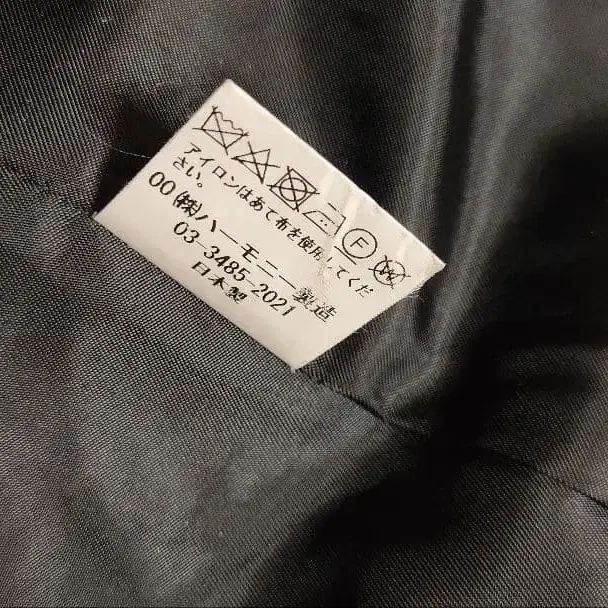 アイロンはあて布を使用してくだ
さい。
00 (株)ハーモニー製造
03-3485-2021
日本製
Ⓕ W